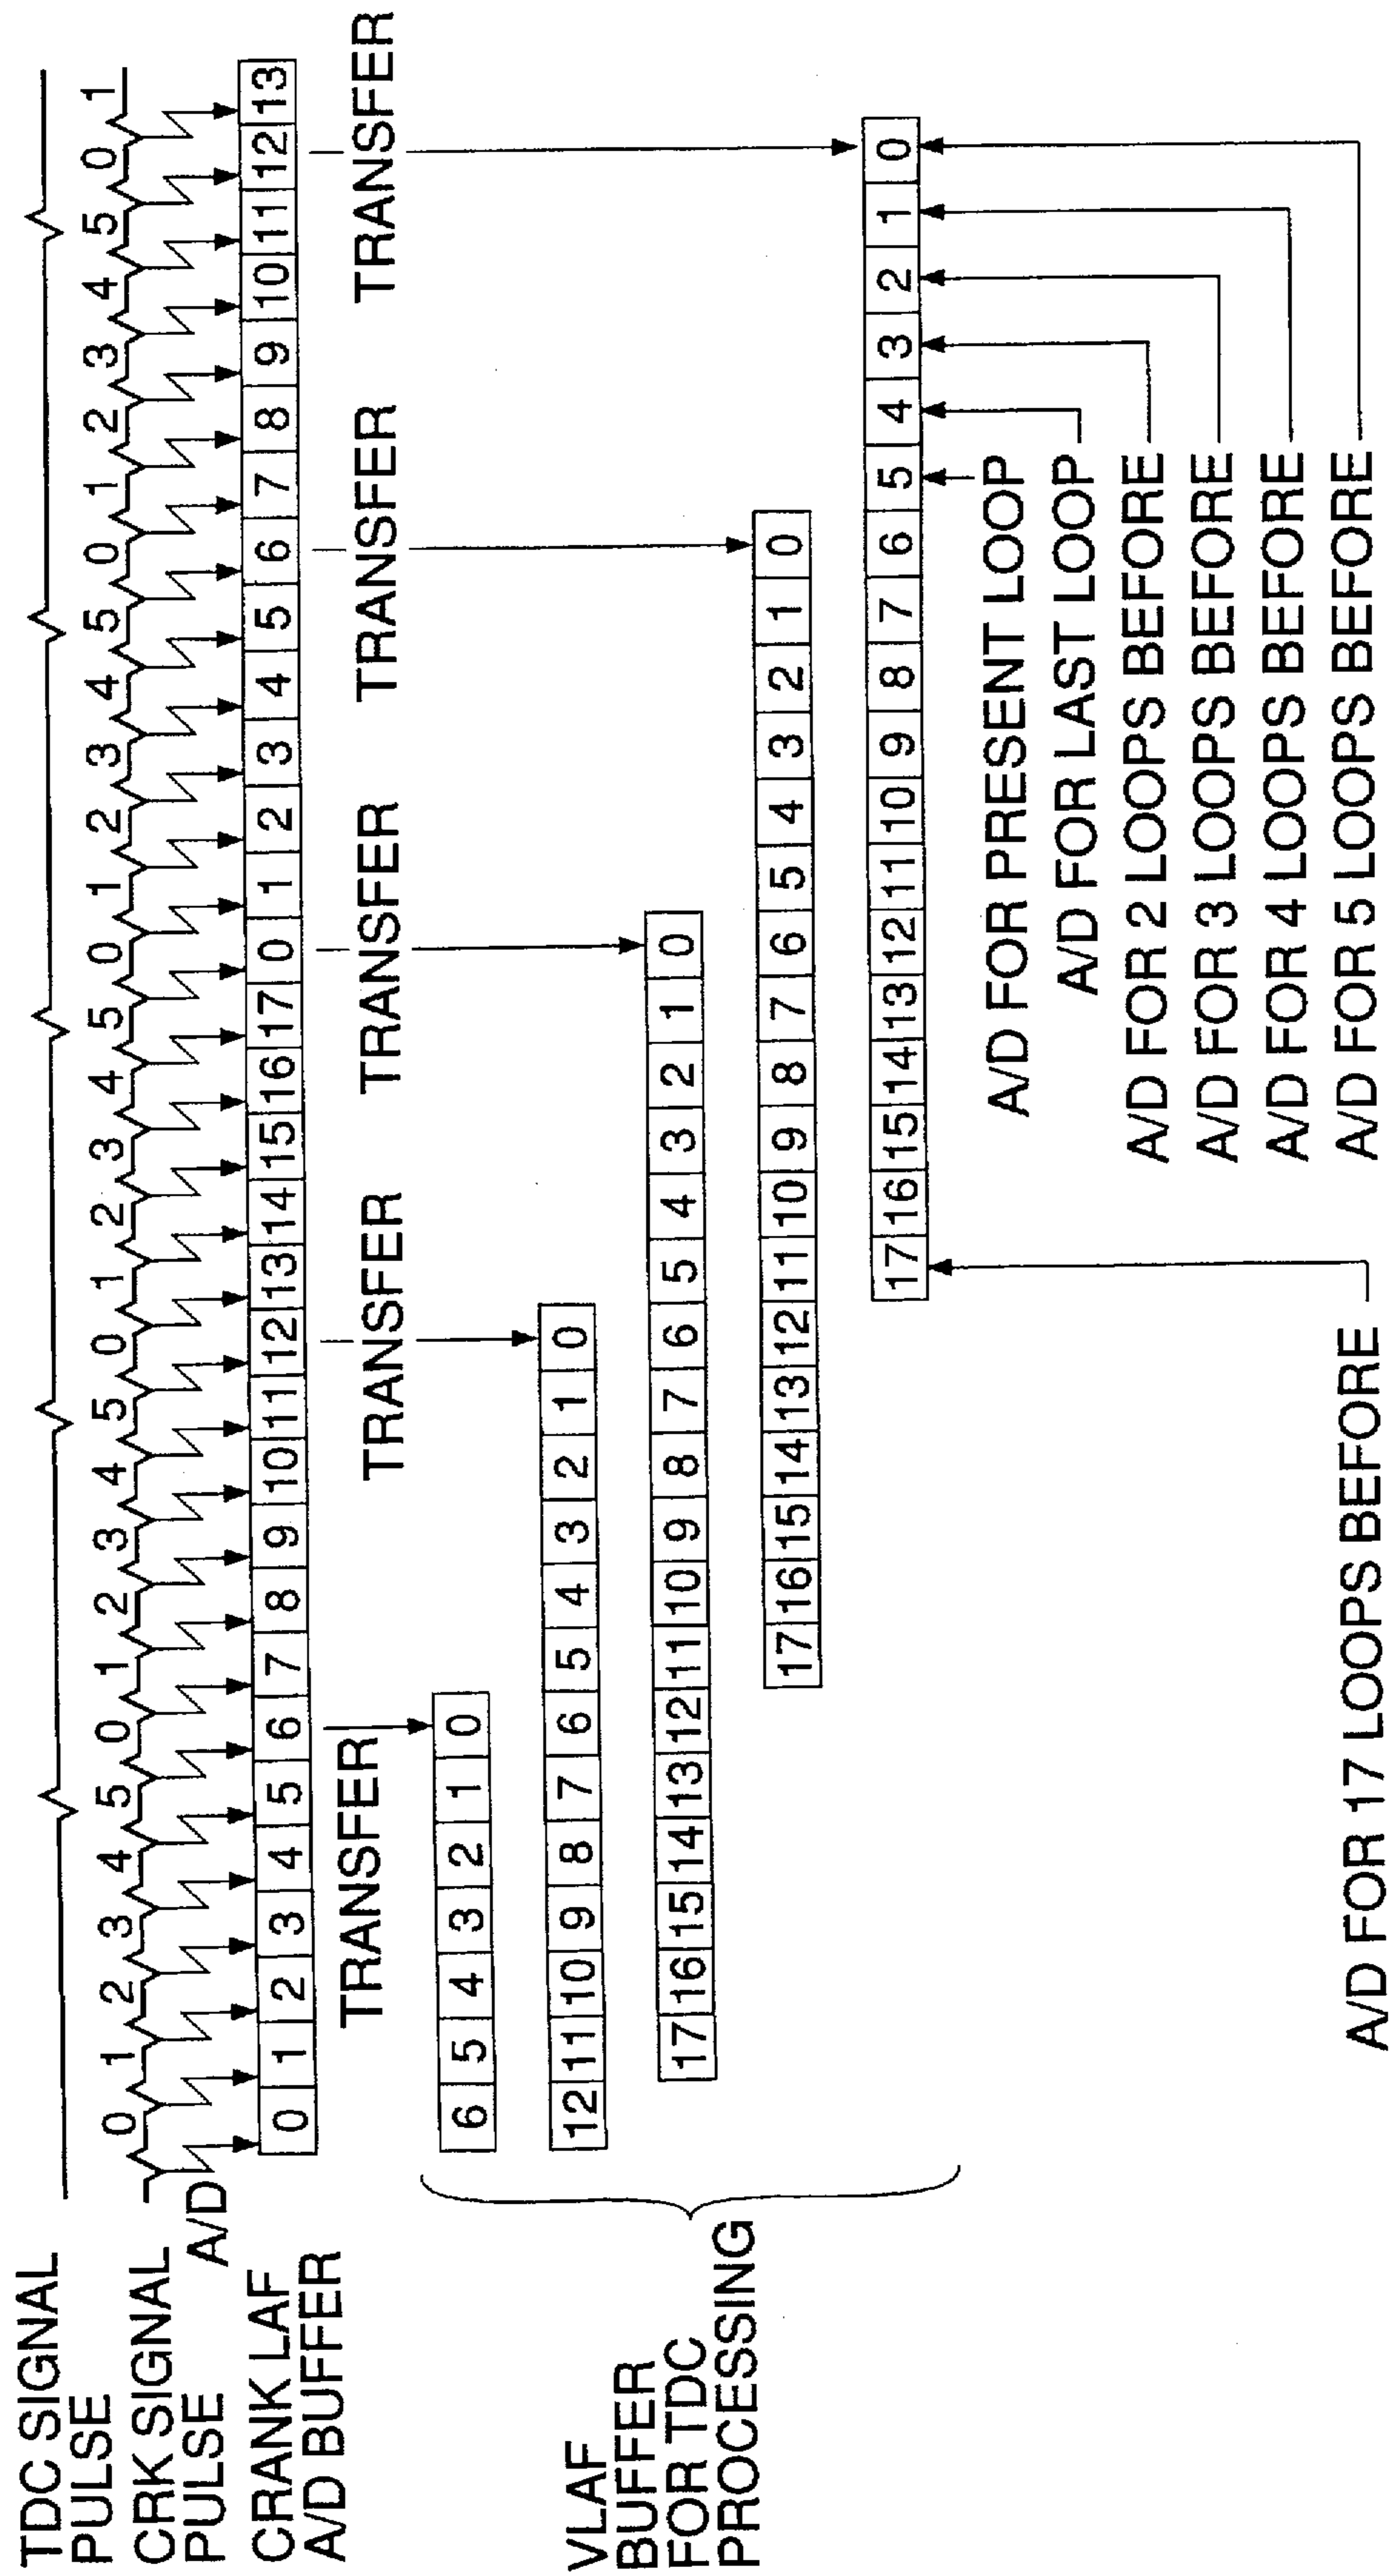 TDC SIGNAL
PULSE
CRK SIGNAL
PULSE
0 1 2 3 4 5 0 1 2 3 4 5 0 1 2 3 4 5 0 1 2 3 4 5 0 1 2 3 4 5 0 1
A/D
CRANK LAF
A/D BUFFER
0 1 2 3 4 5 6 7 8 9 10 11 12 13 14 15 16 17 0 1 2 3 4 5 6 7 8 9 10 11 12 13
TRANSFER TRANSFER TRANSFER TRANSFER TRANSFER
VLAF
BUFFER
FOR TDC
PROCESSING
6 5 4 3 2 1 0
12 11 10 9 8 7 6 5 4 3 2 1 0
17 16 15 14 13 12 11 10 9 8 7 6 5 4 3 2 1 0
17 16 15 14 13 12 11 10 9 8 7 6 5 4 3 2 1 0
17 16 15 14 13 12 11 10 9 8 7 6 5 4 3 2 1 0
A/D FOR PRESENT LOOP
A/D FOR LAST LOOP
A/D FOR 2 LOOPS BEFORE
A/D FOR 3 LOOPS BEFORE
A/D FOR 4 LOOPS BEFORE
A/D FOR 5 LOOPS BEFORE
A/D FOR 17 LOOPS BEFORE